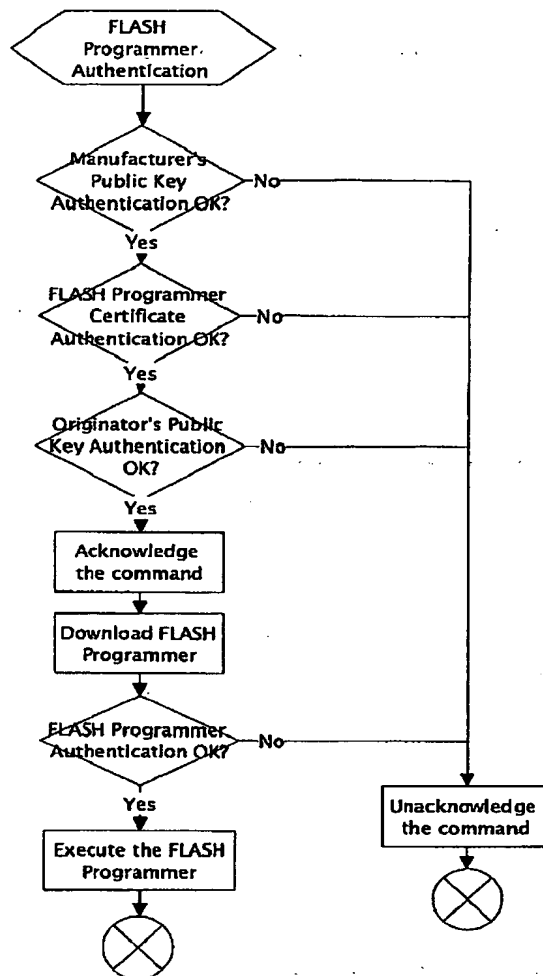 FLASH
Programmer
Authentication
Manufacturer's
Public Key
Authentication OK?
No
Yes
FLASH Programmer
Certificate
Authentication OK?
No
Yes
Originator's Public
Key Authentication
OK?
No
Yes
Acknowledge
the command
Download FLASH
Programmer
FLASH Programmer
Authentication OK?
No
Yes
Unacknowledge
the command
Execute the FLASH
Programmer